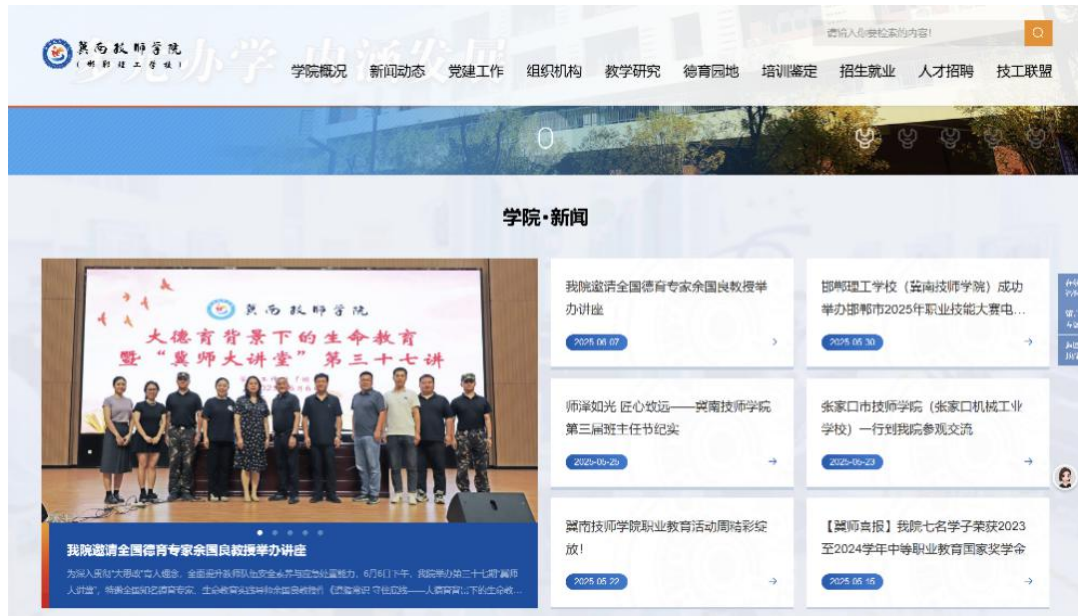 冀南技师学院
请输入你要检索的内容!
学院概况 新闻动态 党建工作 组织机构 教学研究 德育园地 培训鉴定 招生就业 人才招聘 技工联盟
学院·新闻
冀南技师学院
大德育背景下的生命教育
暨“冀师大讲堂”第三十七讲
我院邀请全国德育专家余国良教授举办讲座
我院邀请全国德育专家余国良教授举
办讲座
2025-06-07
邯郸理工学校(冀南技师学院)成功
举办邯郸市2025年职业技能大赛电...
2025-05-30
师泽如光 匠心致远——冀南技师学院
第三届班主任节纪实
2025-05-25
张家口市技师学院(张家口机械工业
学校)一行到我院参观交流
2025-05-23
冀南技师学院职业教育活动周精彩绽
放!
2025-05-22
【冀师喜报】我院七名学子荣获2023
至2024学年中等职业教育国家奖学金
2025-05-15